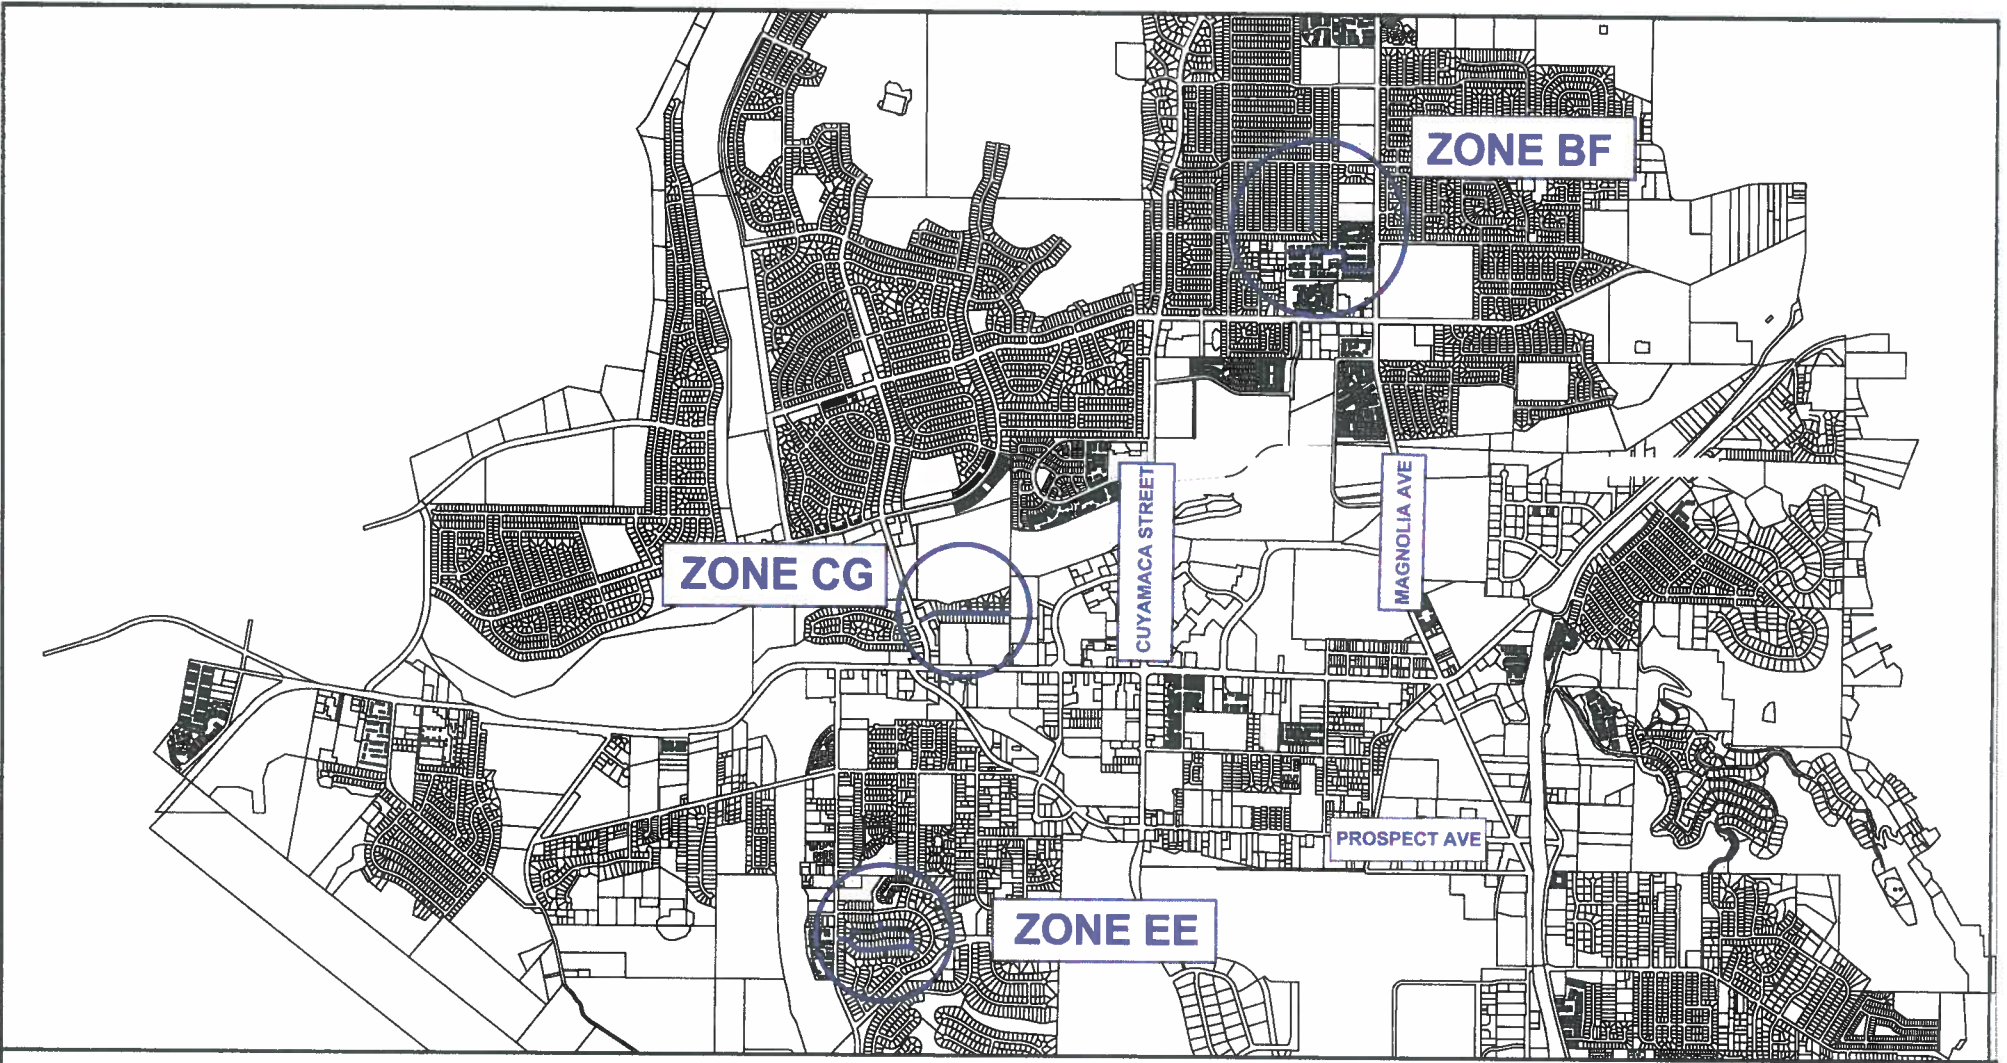 ZONE BF
ZONE CG
CUYAMACA STREET
MAGNOLIA AVE
PROSPECT AVE
ZONE EE